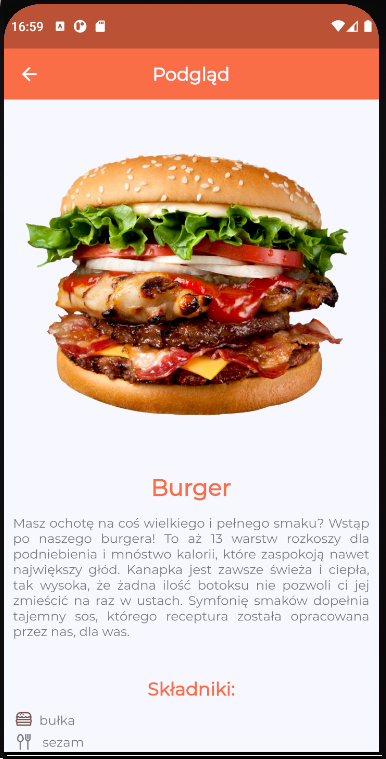 16:59
Podgląd
Burger
Masz ochotę na coś wielkiego i pełnego smaku? Wstąp
po naszego burgera! To aż 13 warstw rozkoszy dla
podniebienia i mnóstwo kalorii, które zaspokoją nawet
największy głód. Kanapka jest zawsze świeża i ciepła,
tak wysoka, że żadna ilość botoksu nie pozwoli ci jej
zmieścić na raz w ustach. Symfonię smaków dopełnia
tajemny sos, którego receptura została opracowana
przez nas, dla was.
Składniki:
bułka
sezam